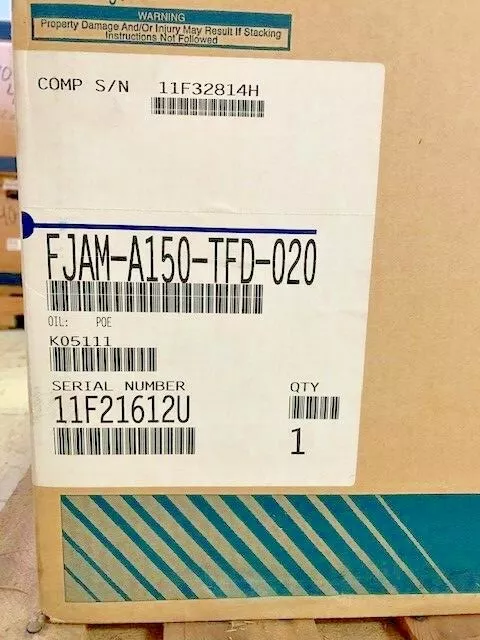 WARNING
Property Damage And/Or Injury May Result If Stacking
Instructions Not Followed
COMP S/N 11F32814H
FJAM-A150-TFD-020
OIL: POE
K05111
SERIAL NUMBER
QTY
11F21612U
1